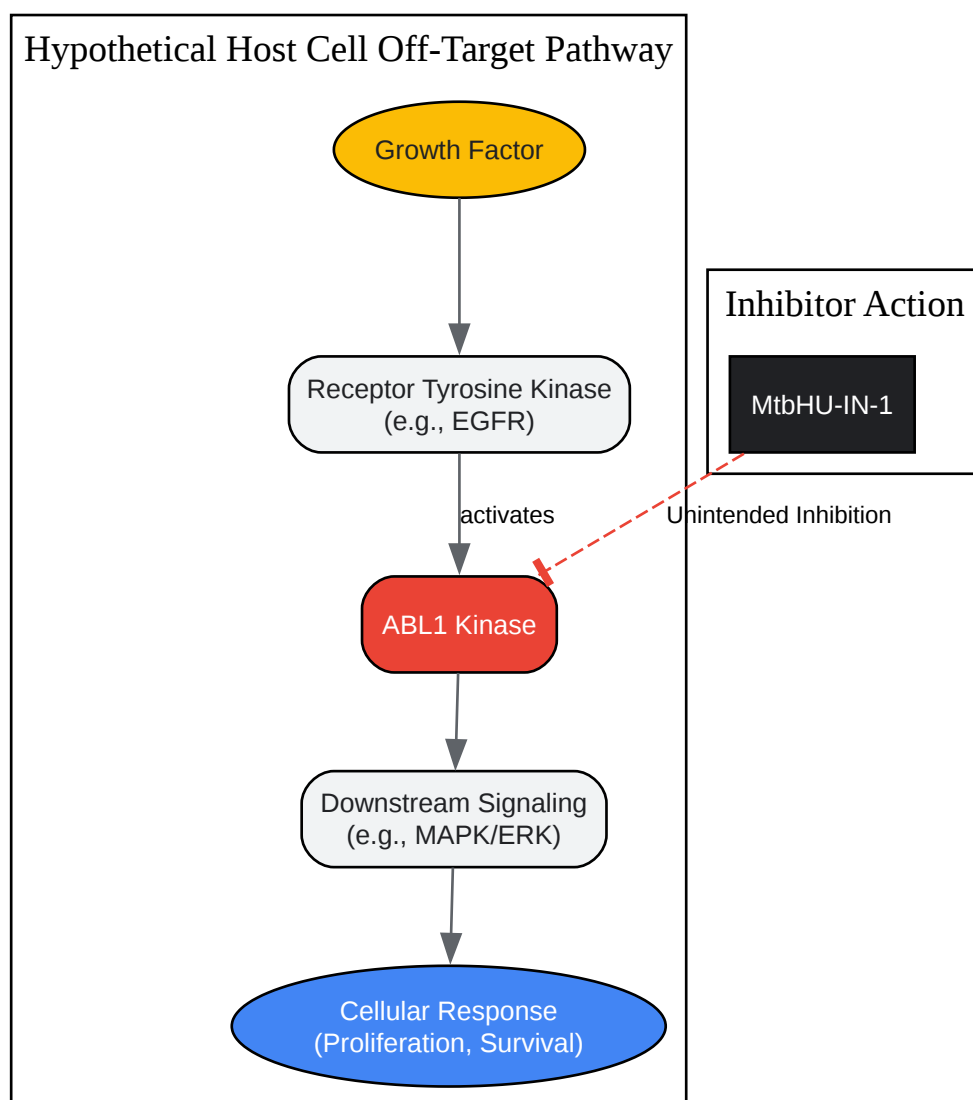 Hypothetical Host Cell Off-Target Pathway
Growth Factor
Inhibitor Action
Receptor Tyrosine Kinase
(e.g., EGFR)
MtbHU-IN-1
activates
Unintended Inhibition
ABL1 Kinase
Downstream Signaling
(e.g., MAPK/ERK)
Cellular Response
(Proliferation, Survival)